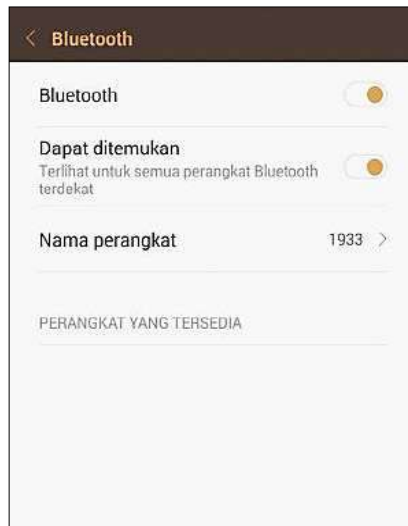 Bluetooth
Bluetooth
Dapat ditemukan
Terlihat untuk semua perangkat Bluetooth
terdekat
Nama perangkat 1933 >
PERANGKAT YANG TERSEDIA